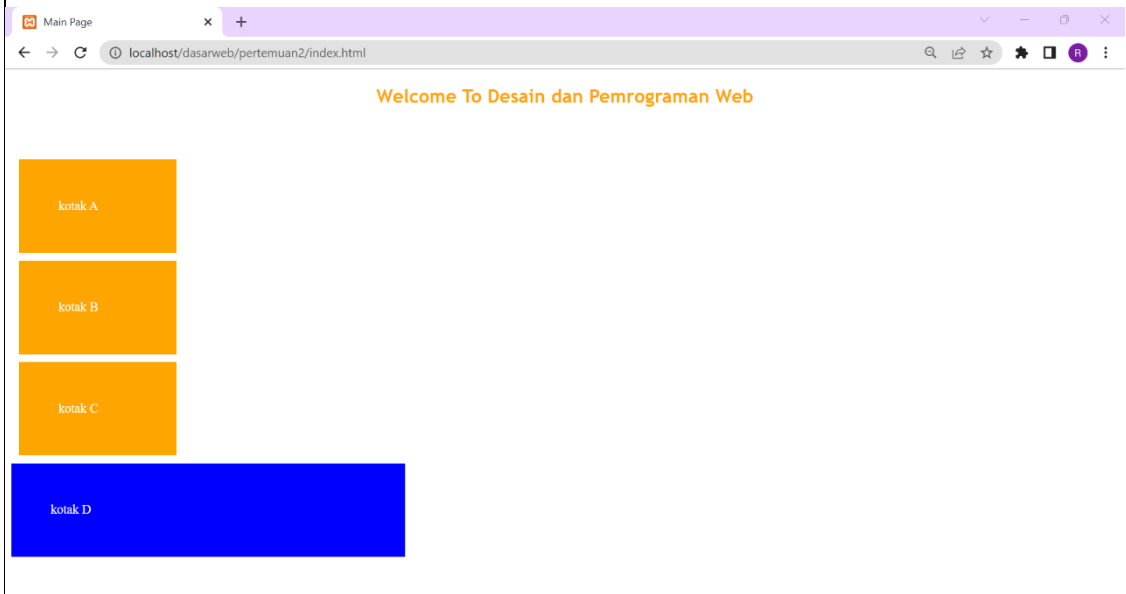 Main Page
localhost/dasarweb/pertemuan2/index.html
R
Welcome To Desain dan Pemrograman Web
kotak A
kotak B
kotak C
kotak D